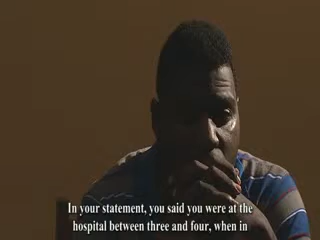 In your statement, you said you were at the
hospital between three and four, when in